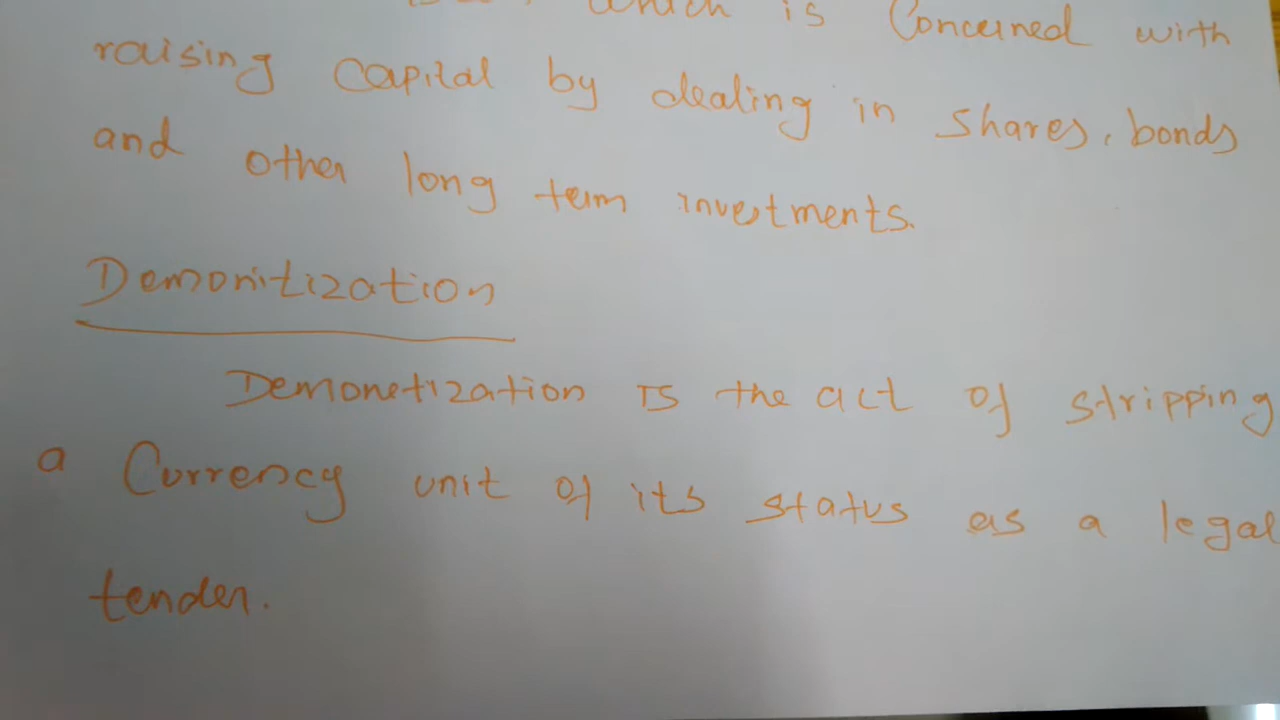 which is Concerned with
raising capital by dealing in shares, bonds
and other long term investments.
Demonitization
Demonetization is the act of stripping
a Currency unit of its status as a legal
tender.